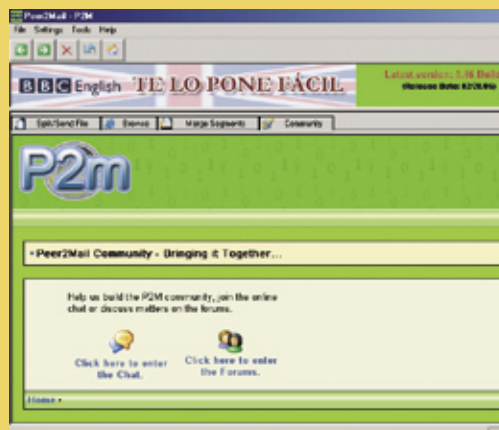 Peer2Mail - P2M
File Settings Tools Help
BBC English TE LO PONE FÁCIL
Latest version: 1.16 Beta
Split/Send File Browse Merge Segments Community
P2m
• Peer2Mail Community - Bringing it Together...
Help us build the P2M community, join the online
chat or discuss matters on the forums.
Click here to enter
the Chat.
Click here to enter
the Forums.
Home •